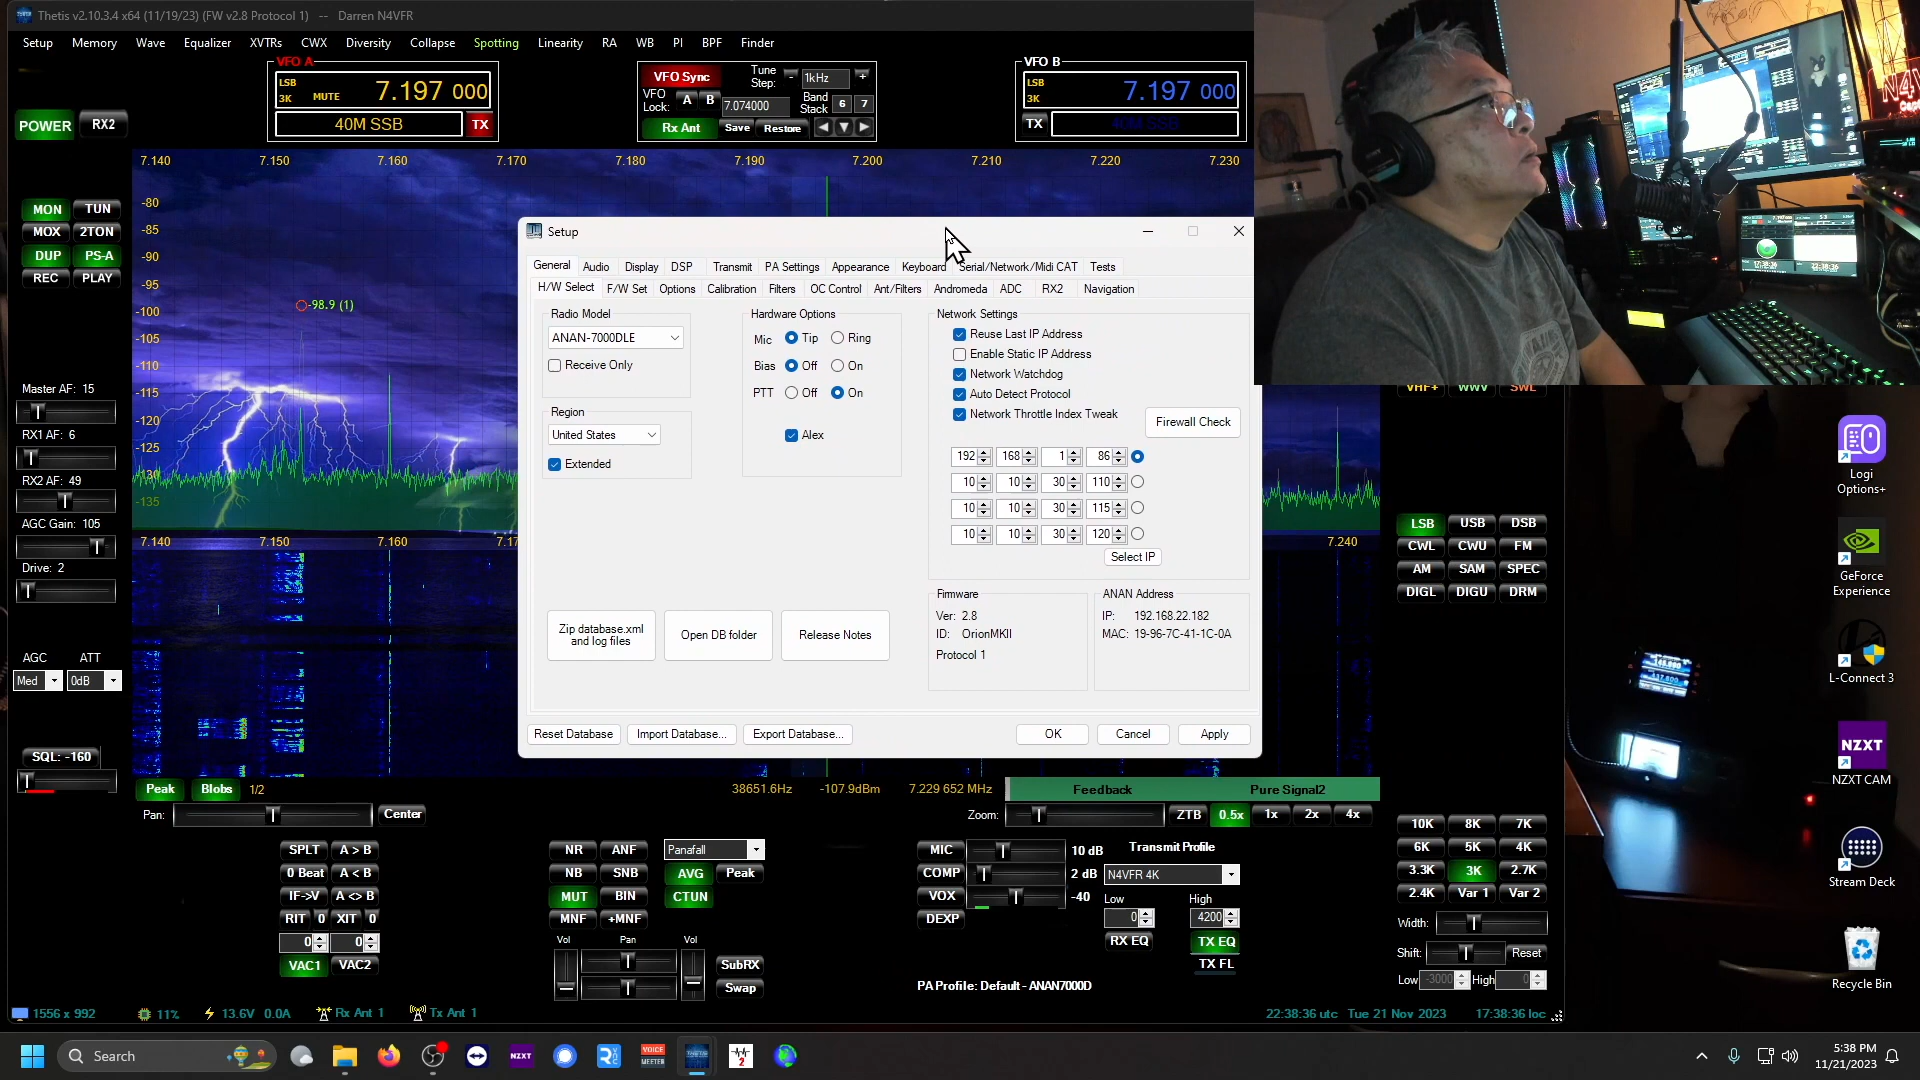 Thetis v2.10.3.4 x64 (11/19/23) (FW v2.8 Protocol 1) -- Darren N4VFR
Setup Memory Wave Equalizer XVTRs CWX Diversity Collapse Spotting Linearity RA WB PI BPF Finder
VFO A
LSB
3K MUTE 7.197 000
40M SSB TX
VFO Sync
Tune Step: - 1kHz +
VFO Lock: A B 7.074000 Band Stack 6 7
Rx Ant Save Restore
VFO B
LSB
3K 7.197 000
TX 40M SSB
POWER RX2
7.140 7.150 7.160 7.170 7.180 7.190 7.200 7.210 7.220 7.230
MON TUN
MOX 2TON
DUP PS-A
REC PLAY
-80
-85
-90
-95
-100
-105
-110
-115
-120
-125
-130
-135
-98.9 (1)
Master AF: 15
RX1 AF: 6
RX2 AF: 49
AGC Gain: 105
Drive: 2
AGC ATT
Med 0dB
SQL: -160
Setup
General Audio Display DSP Transmit PA Settings Appearance Keyboard Serial/Network/Midi CAT Tests
H/W Select F/W Set Options Calibration Filters OC Control Ant/Filters Andromeda ADC RX2 Navigation
Radio Model
ANAN-7000DLE
Receive Only
Region
United States
Extended
Hardware Options
Mic Tip Ring
Bias Off On
PTT Off On
Alex
Network Settings
Reuse Last IP Address
Enable Static IP Address
Network Watchdog
Auto Detect Protocol
Network Throttle Index Tweak
Firewall Check
192 168 1 86
10 10 30 110
10 10 30 115
10 10 30 120
Select IP
Zip database.xml
and log files
Open DB folder
Release Notes
Firmware
Ver: 2.8
ID: OrionMKII
Protocol 1
ANAN Address
IP: 192.168.22.182
MAC: 19-96-7C-41-1C-0A
Reset Database Import Database... Export Database... OK Cancel Apply
7.140 7.150 7.160 7.17 7.240
VHF+ WWV SWL
LSB USB DSB
CWL CWU FM
AM SAM SPEC
DIGL DIGU DRM
Peak Blobs 1/2 38651.6Hz -107.9dBm 7.229 652 MHz Feedback Pure Signal2
Pan: Center Zoom: ZTB 0.5x 1x 2x 4x
SPLT A > B
0 Beat A < B
IF->V A <> B
RIT 0 XIT 0
0 0
VAC1 VAC2
NR ANF
NB SNB
MUT BIN
MNF +MNF
Panafall
AVG Peak
CTUN
Vol Pan Vol
SubRX
Swap
MIC 10 dB
COMP 2 dB
VOX -40
DEXP
Transmit Profile
N4VFR 4K
Low High
0 4200
RX EQ TX EQ
TX FL
PA Profile: Default - ANAN7000D
10K 8K 7K
6K 5K 4K
3.3K 3K 2.7K
2.4K Var 1 Var 2
Width:
Shift: Reset
Low -3000 High 0
1556 x 992 11% 13.6V 0.0A Rx Ant 1 Tx Ant 1 22:38:36 utc Tue 21 Nov 2023 17:38:36 loc
Logi
Options+
GeForce
Experience
L-Connect 3
NZXT
NZXT CAM
Stream Deck
Recycle Bin
Search
NZXT
VOICE
MEETER
5:38 PM
11/21/2023